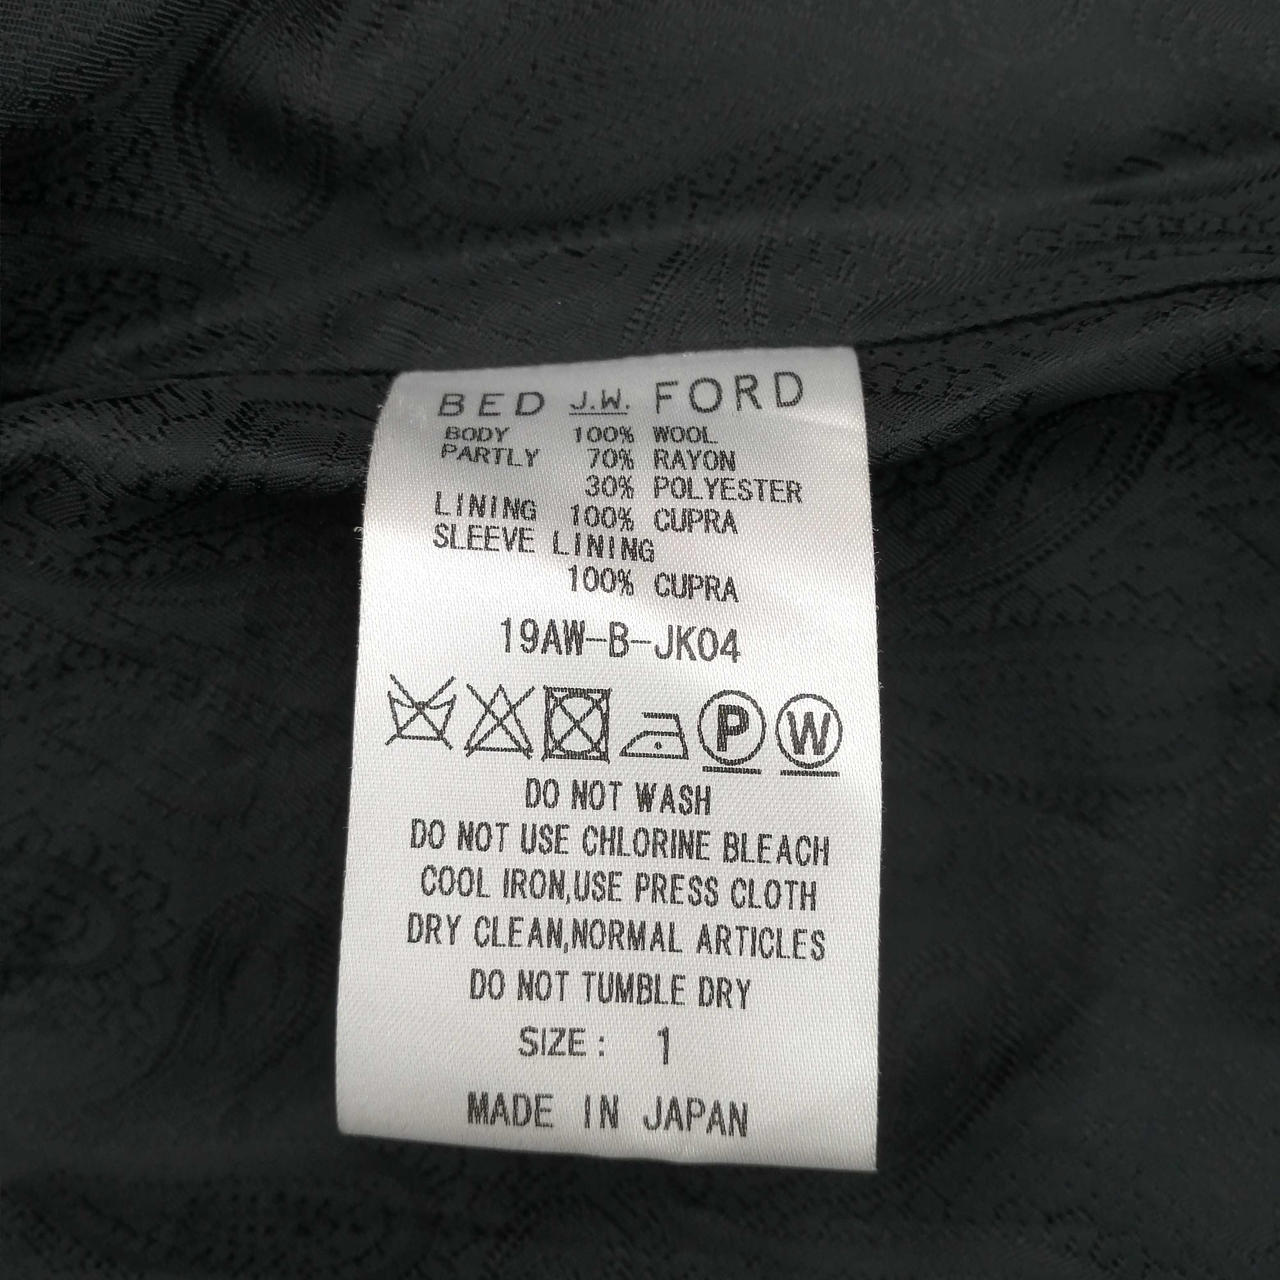 BED J.W. FORD
BODY 100% WOOL
PARTLY 70% RAYON
30% POLYESTER
LINING 100% CUPRA
SLEEVE LINING
100% CUPRA
19AW-B-JK04
P W
DO NOT WASH
DO NOT USE CHLORINE BLEACH
COOL IRON,USE PRESS CLOTH
DRY CLEAN,NORMAL ARTICLES
DO NOT TUMBLE DRY
SIZE: 1
MADE IN JAPAN